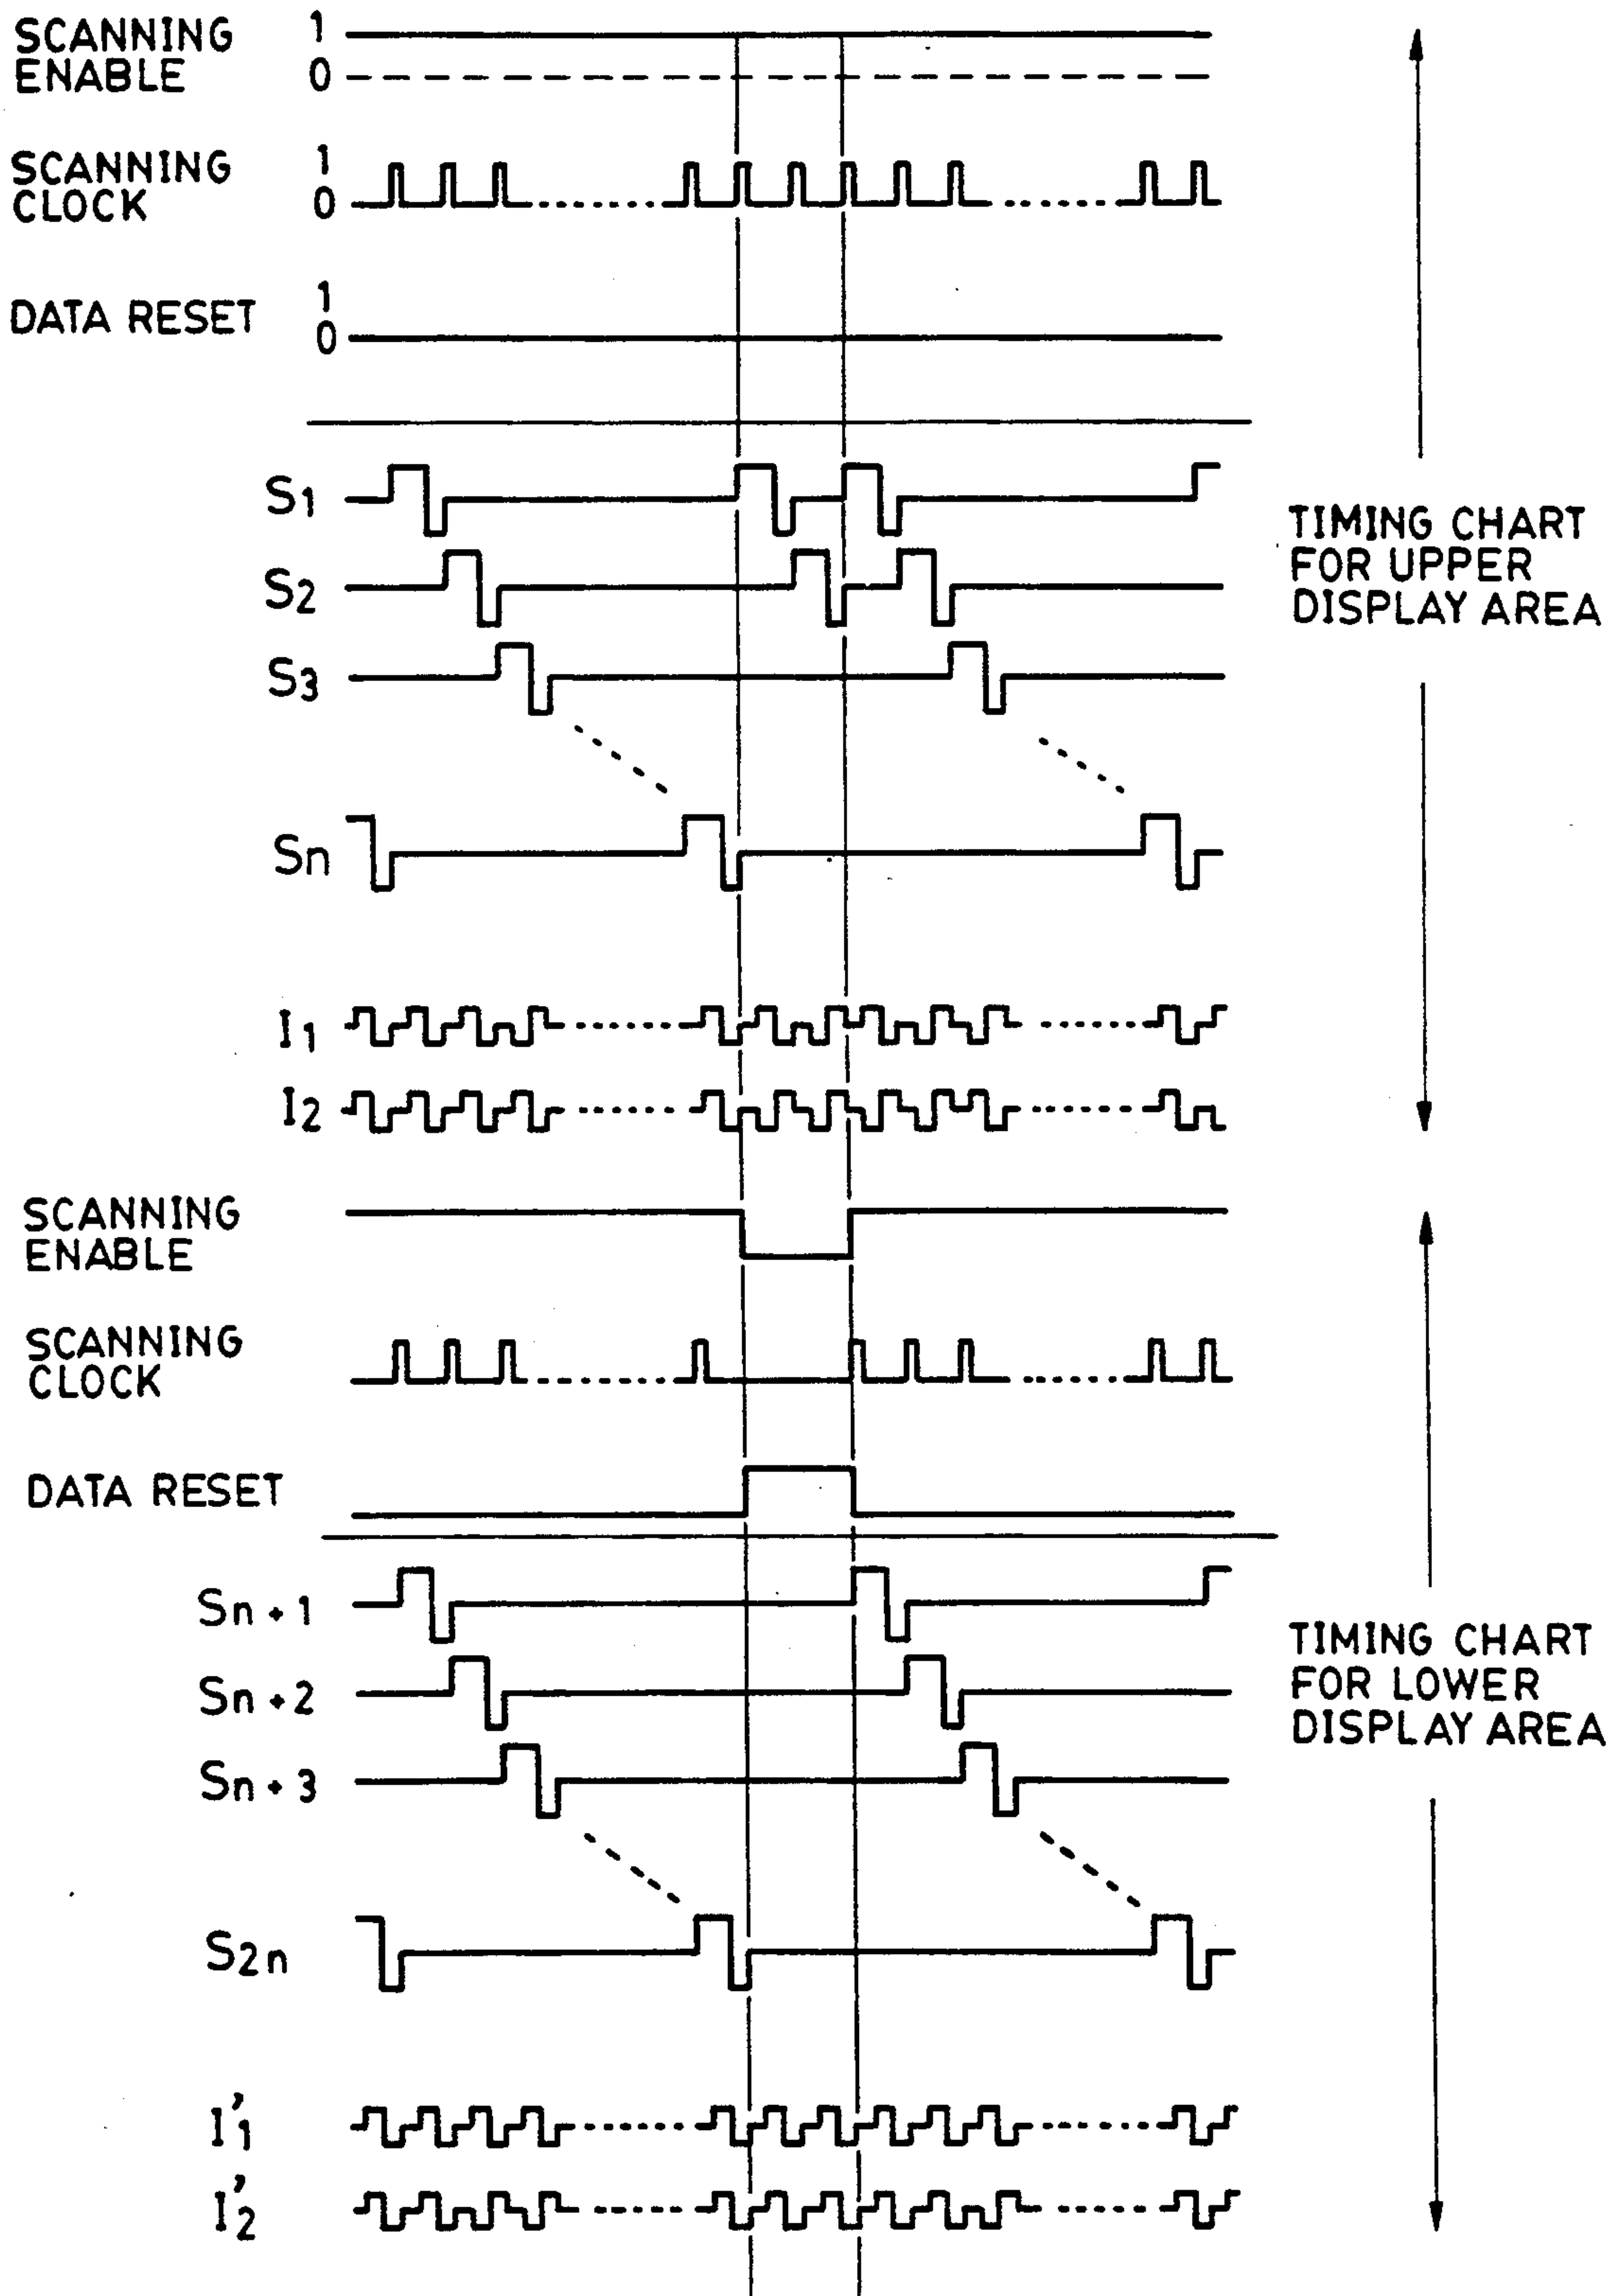 SCANNING
ENABLE
1
0
SCANNING
CLOCK
1
0
DATA RESET
1
0
S1
S2
S3
Sn
I1
I2
TIMING CHART
FOR UPPER
DISPLAY AREA
SCANNING
ENABLE
SCANNING
CLOCK
DATA RESET
Sn+1
Sn+2
Sn+3
S2n
I'1
I'2
TIMING CHART
FOR LOWER
DISPLAY AREA